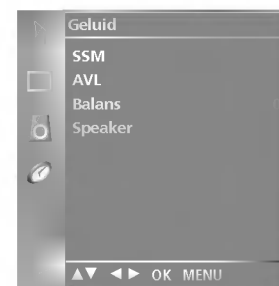 Geluid
SSM
AVL
Balans
Speaker
▲▼ ◄► OK MENU